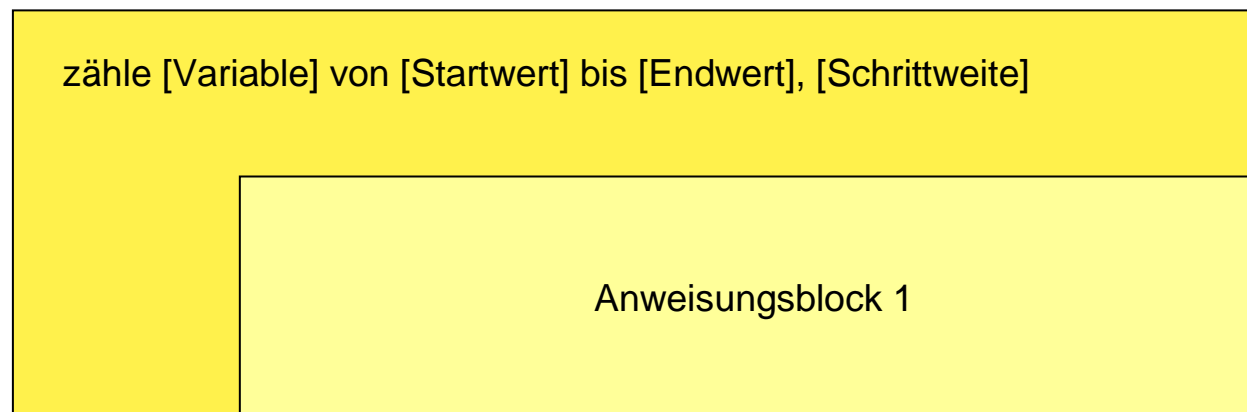 zähle [Variable] von [Startwert] bis [Endwert], [Schrittweite]
Anweisungsblock 1